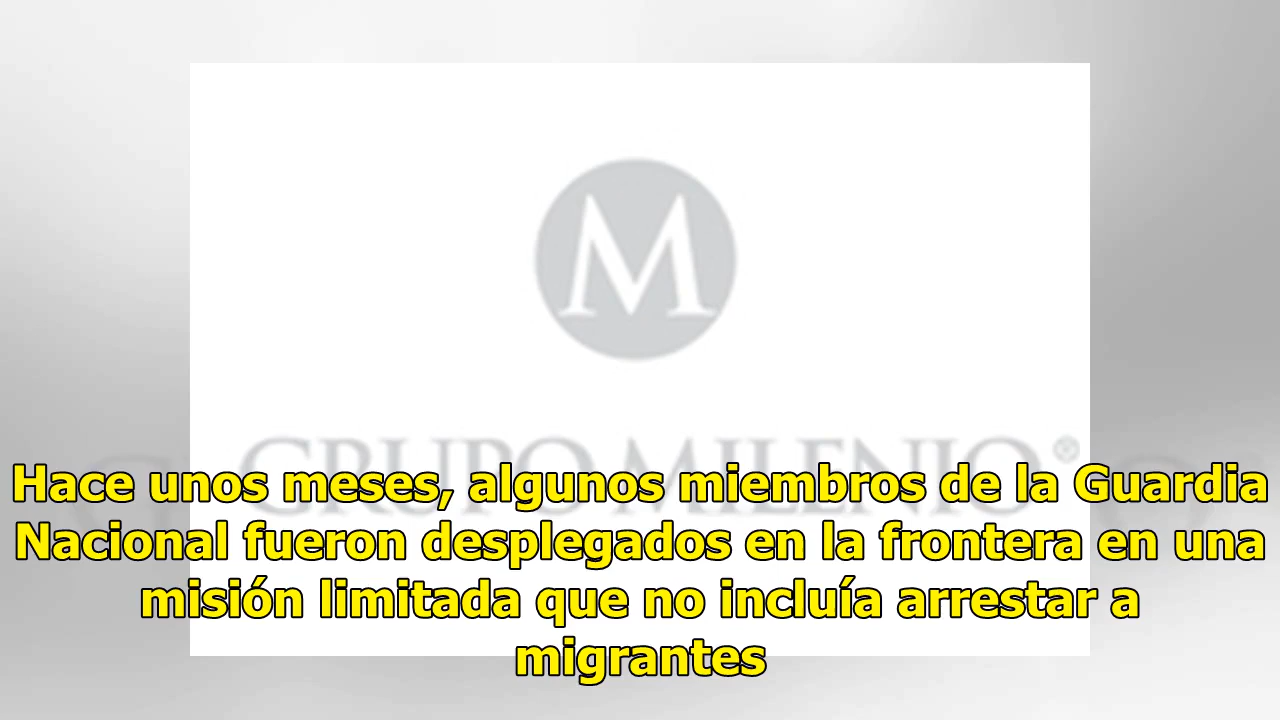 M
GRUPO MILENIO®
Hace unos meses, algunos miembros de la Guardia
Nacional fueron desplegados en la frontera en una
misión limitada que no incluía arrestar a
migrantes